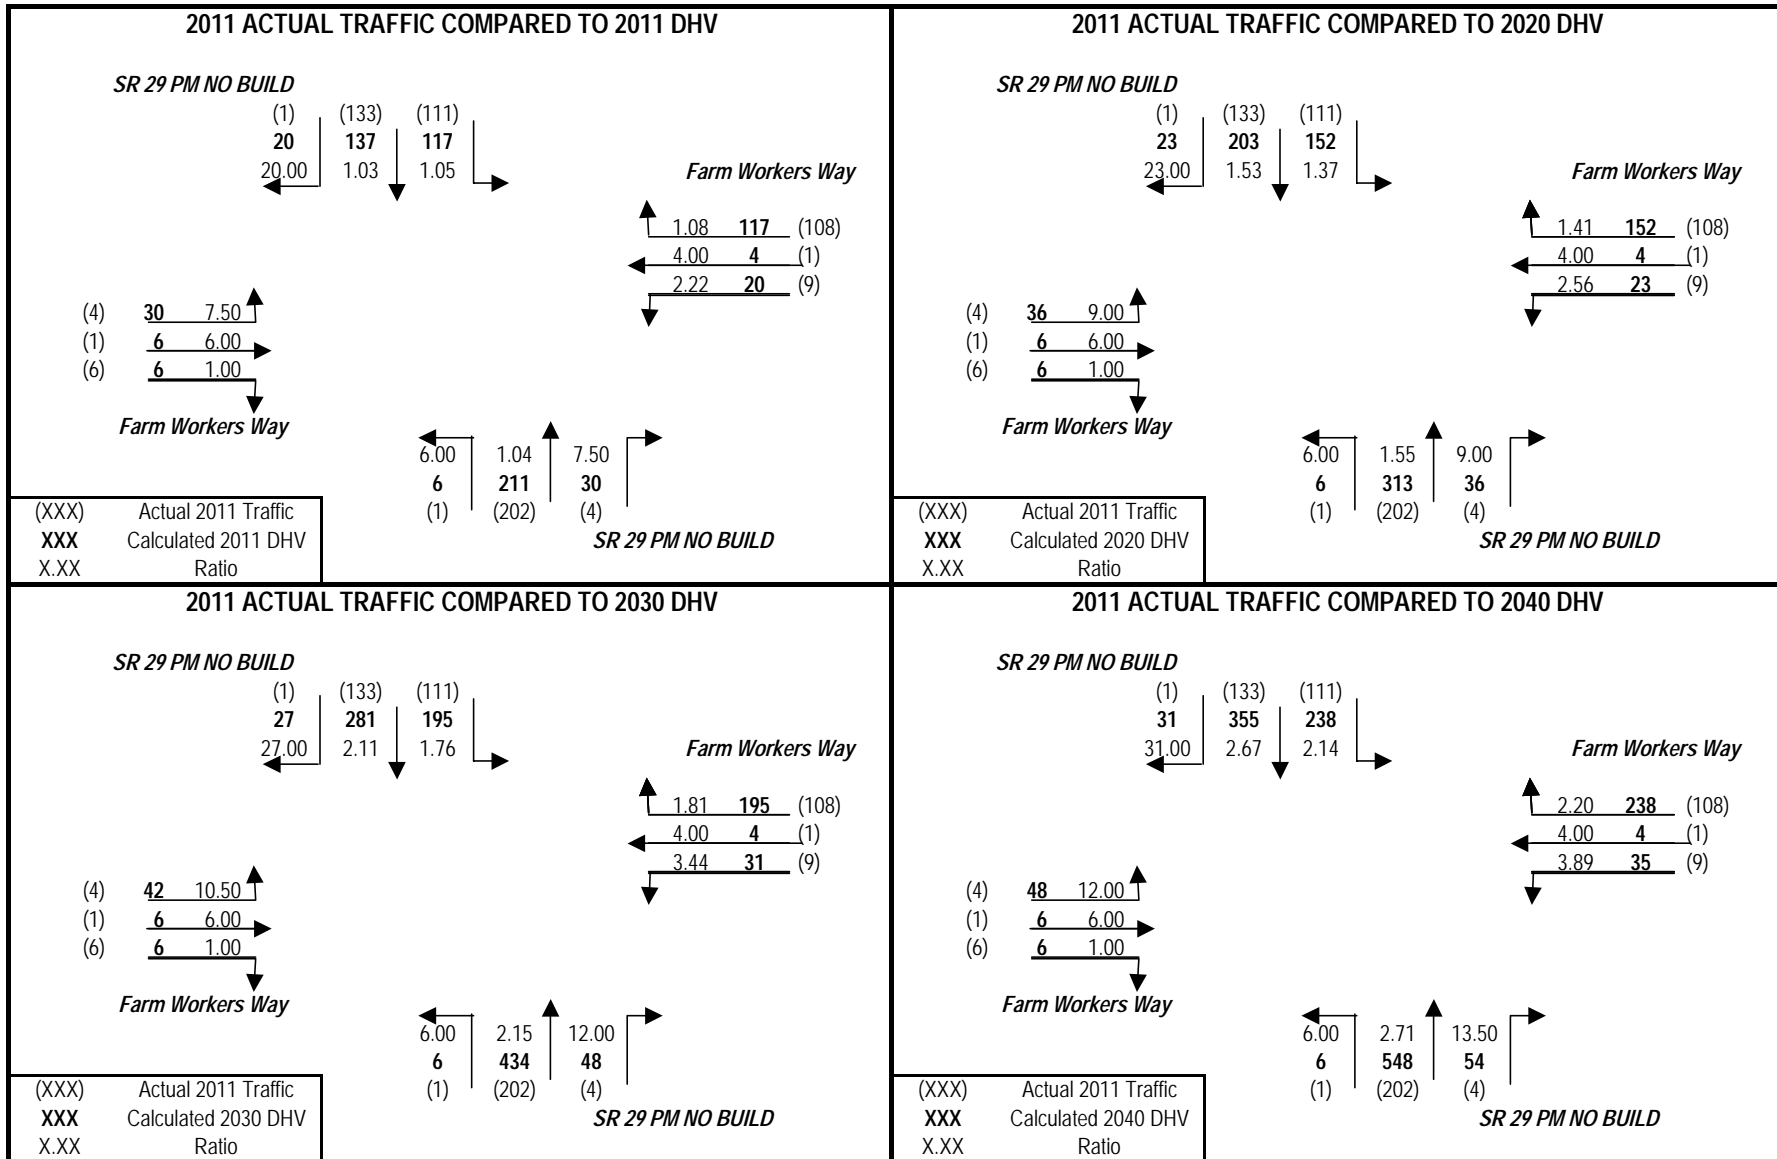 2011 ACTUAL TRAFFIC COMPARED TO 2011 DHV
SR 29 PM NO BUILD
(1) (133) (111)
20 137 117
20.00 1.03 1.05
Farm Workers Way
1.08 117 (108)
4.00 4 (1)
2.22 20 (9)
(4) 30 7.50
(1) 6 6.00
(6) 6 1.00
Farm Workers Way
6.00 1.04 7.50
6 211 30
(1) (202) (4)
SR 29 PM NO BUILD
(XXX) Actual 2011 Traffic
XXX Calculated 2011 DHV
X.XX Ratio
2011 ACTUAL TRAFFIC COMPARED TO 2020 DHV
SR 29 PM NO BUILD
(1) (133) (111)
23 203 152
23.00 1.53 1.37
Farm Workers Way
1.41 152 (108)
4.00 4 (1)
2.56 23 (9)
(4) 36 9.00
(1) 6 6.00
(6) 6 1.00
Farm Workers Way
6.00 1.55 9.00
6 313 36
(1) (202) (4)
SR 29 PM NO BUILD
(XXX) Actual 2011 Traffic
XXX Calculated 2020 DHV
X.XX Ratio
2011 ACTUAL TRAFFIC COMPARED TO 2030 DHV
SR 29 PM NO BUILD
(1) (133) (111)
27 281 195
27.00 2.11 1.76
Farm Workers Way
1.81 195 (108)
4.00 4 (1)
3.44 31 (9)
(4) 42 10.50
(1) 6 6.00
(6) 6 1.00
Farm Workers Way
6.00 2.15 12.00
6 434 48
(1) (202) (4)
SR 29 PM NO BUILD
(XXX) Actual 2011 Traffic
XXX Calculated 2030 DHV
X.XX Ratio
2011 ACTUAL TRAFFIC COMPARED TO 2040 DHV
SR 29 PM NO BUILD
(1) (133) (111)
31 355 238
31.00 2.67 2.14
Farm Workers Way
2.20 238 (108)
4.00 4 (1)
3.89 35 (9)
(4) 48 12.00
(1) 6 6.00
(6) 6 1.00
Farm Workers Way
6.00 2.71 13.50
6 548 54
(1) (202) (4)
SR 29 PM NO BUILD
(XXX) Actual 2011 Traffic
XXX Calculated 2040 DHV
X.XX Ratio